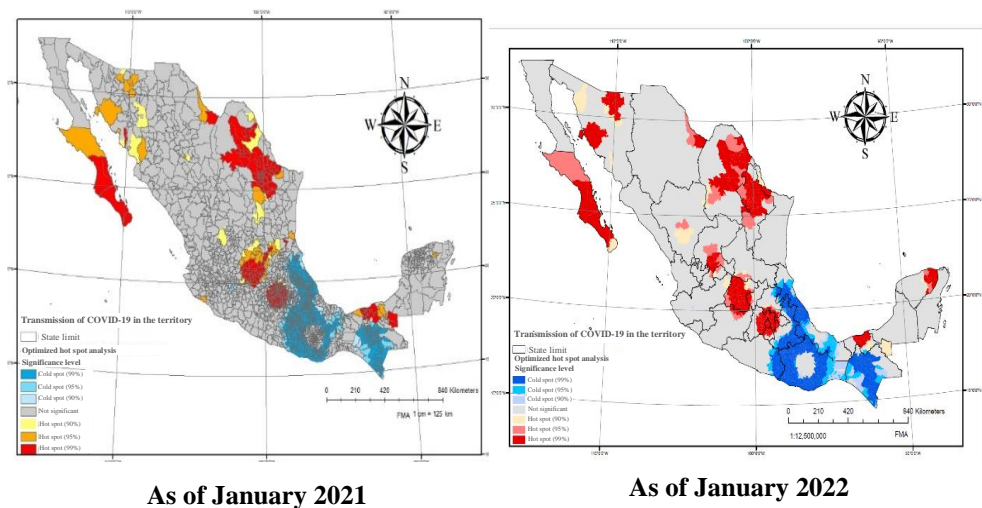 N
W E
S
Transmission of COVID-19 in the territory
State limit
Optimized hot spot analysis
Significance level
Cold spot (99%)
Cold spot (95%)
Cold spot (90%)
Not significant
Hot spot (90%)
Hot spot (95%)
Hot spot (99%)
0 210 420 840 Kilometers
FMA 1 cm = 125 km
As of January 2021
N
W E
S
Transmission of COVID-19 in the territory
State limit
Optimized hot spot analysis
Significance level
Cold spot (99%)
Cold spot (95%)
Cold spot (90%)
Not significant
Hot spot (90%)
Hot spot (95%)
Hot spot (99%)
0 210 420 840 Kilometers
1:12,500,000 FMA
As of January 2022